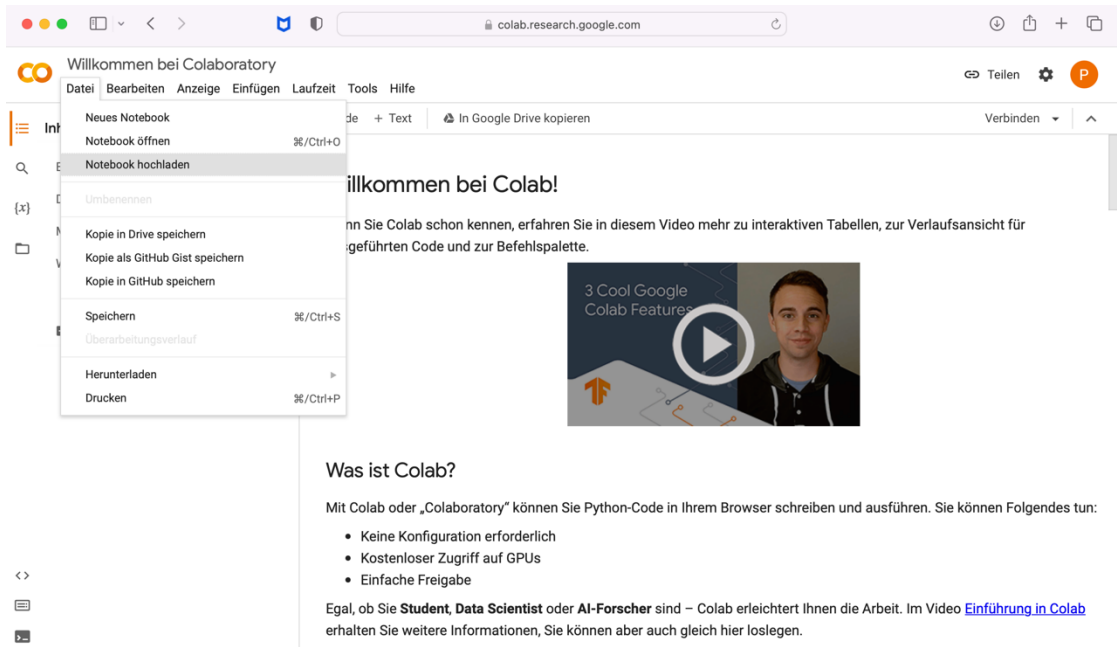 colab.research.google.com
Willkommen bei Colaboratory
Datei Bearbeiten Anzeige Einfügen Laufzeit Tools Hilfe
Teilen
P
Neues Notebook
Notebook öffnen ⌘/Ctrl+O
Notebook hochladen
Umbenennen
Kopie in Drive speichern
Kopie als GitHub Gist speichern
Kopie in GitHub speichern
Speichern ⌘/Ctrl+S
Überarbeitungsverlauf
Herunterladen
Drucken ⌘/Ctrl+P
Inh
{x}
de + Text In Google Drive kopieren Verbinden
illkommen bei Colab!
nn Sie Colab schon kennen, erfahren Sie in diesem Video mehr zu interaktiven Tabellen, zur Verlaufsansicht für
geführten Code und zur Befehlspalette.
3 Cool Google
Colab Features
Was ist Colab?
Mit Colab oder „Colaboratory“ können Sie Python-Code in Ihrem Browser schreiben und ausführen. Sie können Folgendes tun:
• Keine Konfiguration erforderlich
• Kostenloser Zugriff auf GPUs
• Einfache Freigabe
Egal, ob Sie Student, Data Scientist oder AI-Forscher sind – Colab erleichtert Ihnen die Arbeit. Im Video Einführung in Colab
erhalten Sie weitere Informationen, Sie können aber auch gleich hier loslegen.